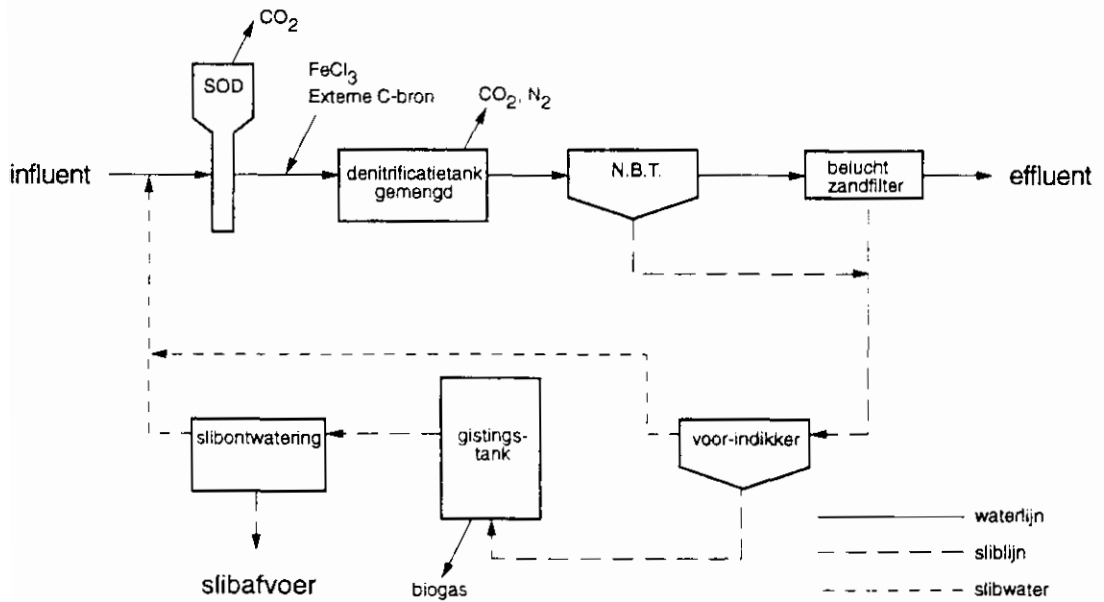 CO2
SOD
FeCl3
Externe C-bron
CO2, N2
influent
denitrificatietank
gemengd
N.B.T.
belucht
zandfilter
effluent
slibontwatering
gistings-
tank
voor-indikker
slibafvoer
biogas
waterlijn
sliblijn
slibwater